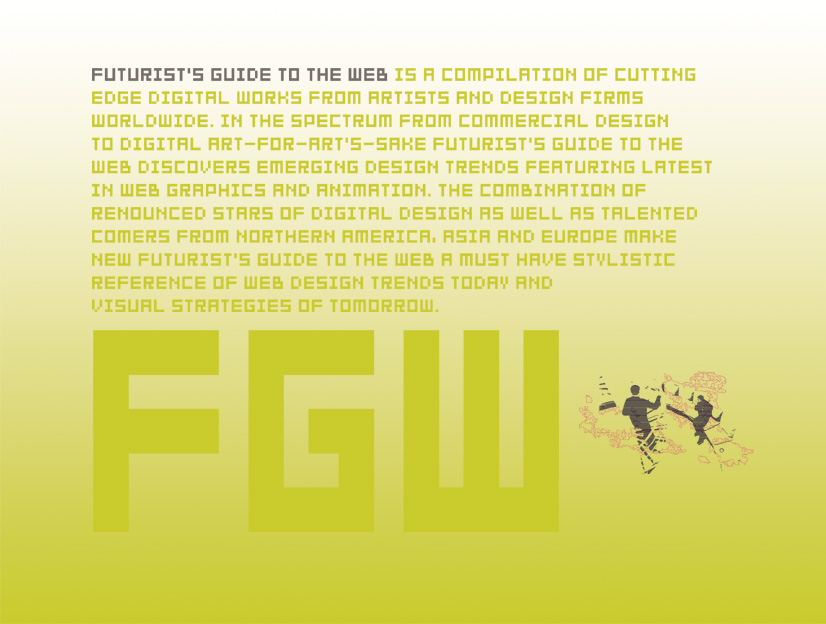 FUTURIST'S GUIDE TO THE WEB IS A COMPILATION OF CUTTING
EDGE DIGITAL WORKS FROM ARTISTS AND DESIGN FIRMS
WORLDWIDE. IN THE SPECTRUM FROM COMMERCIAL DESIGN
TO DIGITAL ART-FOR-ART'S-SAKE FUTURIST'S GUIDE TO THE
WEB DISCOVERS EMERGING DESIGN TRENDS FEATURING LATEST
IN WEB GRAPHICS AND ANIMATION. THE COMBINATION OF
RENOUNCED STARS OF DIGITAL DESIGN AS WELL AS TALENTED
COMERS FROM NORTHERN AMERICA, ASIA AND EUROPE MAKE
NEW FUTURIST'S GUIDE TO THE WEB A MUST HAVE STYLISTIC
REFERENCE OF WEB DESIGN TRENDS TODAY AND
VISUAL STRATEGIES OF TOMORROW.
FGW